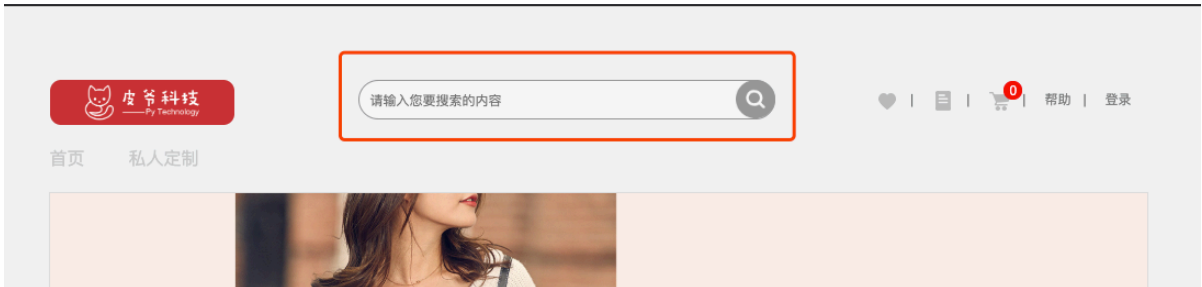 皮爷科技
Py Technology
请输入您要搜索的内容
| | 0 | 帮助 | 登录
首页 私人定制